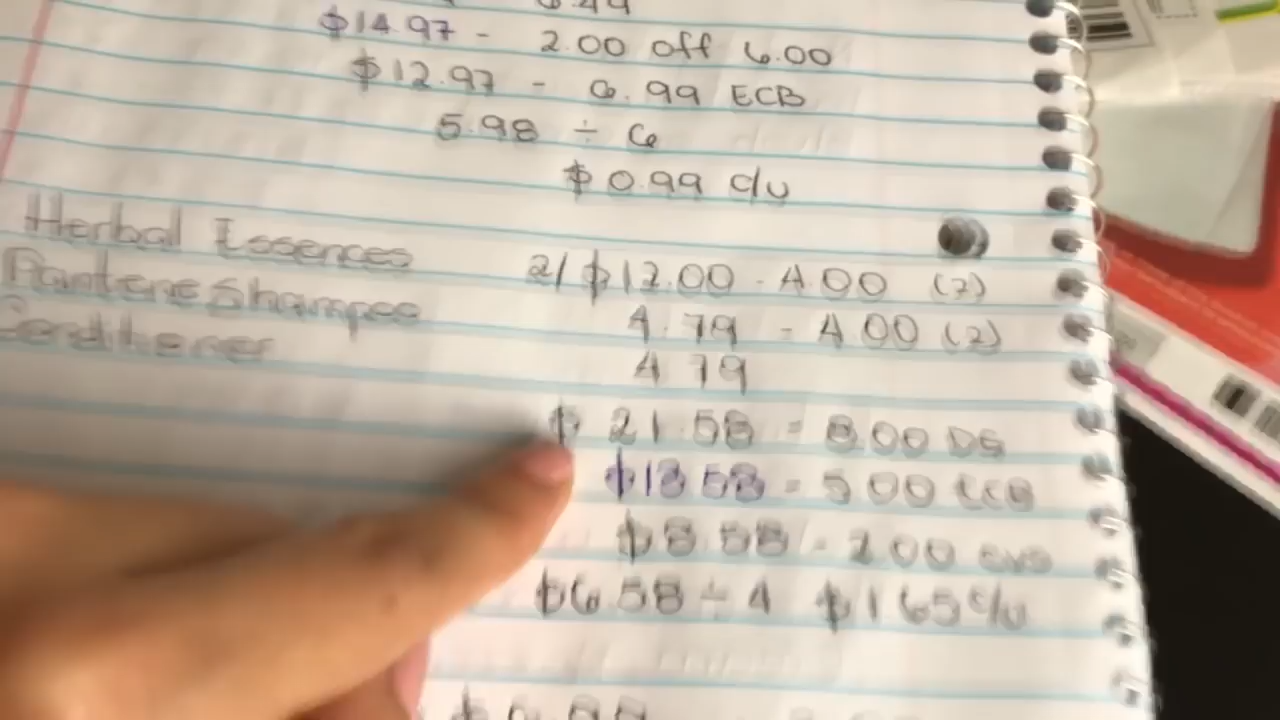 $14.97 - 2.00 off 6.00
$12.97 - 6.99 ECB
5.98 ÷ 6
$0.99 c/u
Herbal Essences
Pantene Shampoo
Conditioner
2/$12.00 - 4.00 (2)
4.79 - 4.00 (2)
4.79
$21.58 - 8.00 DG
$13.58 - 5.00 ECB
$8.58 - 2.00 cvs
$6.58 ÷ 4 $1.65 c/u